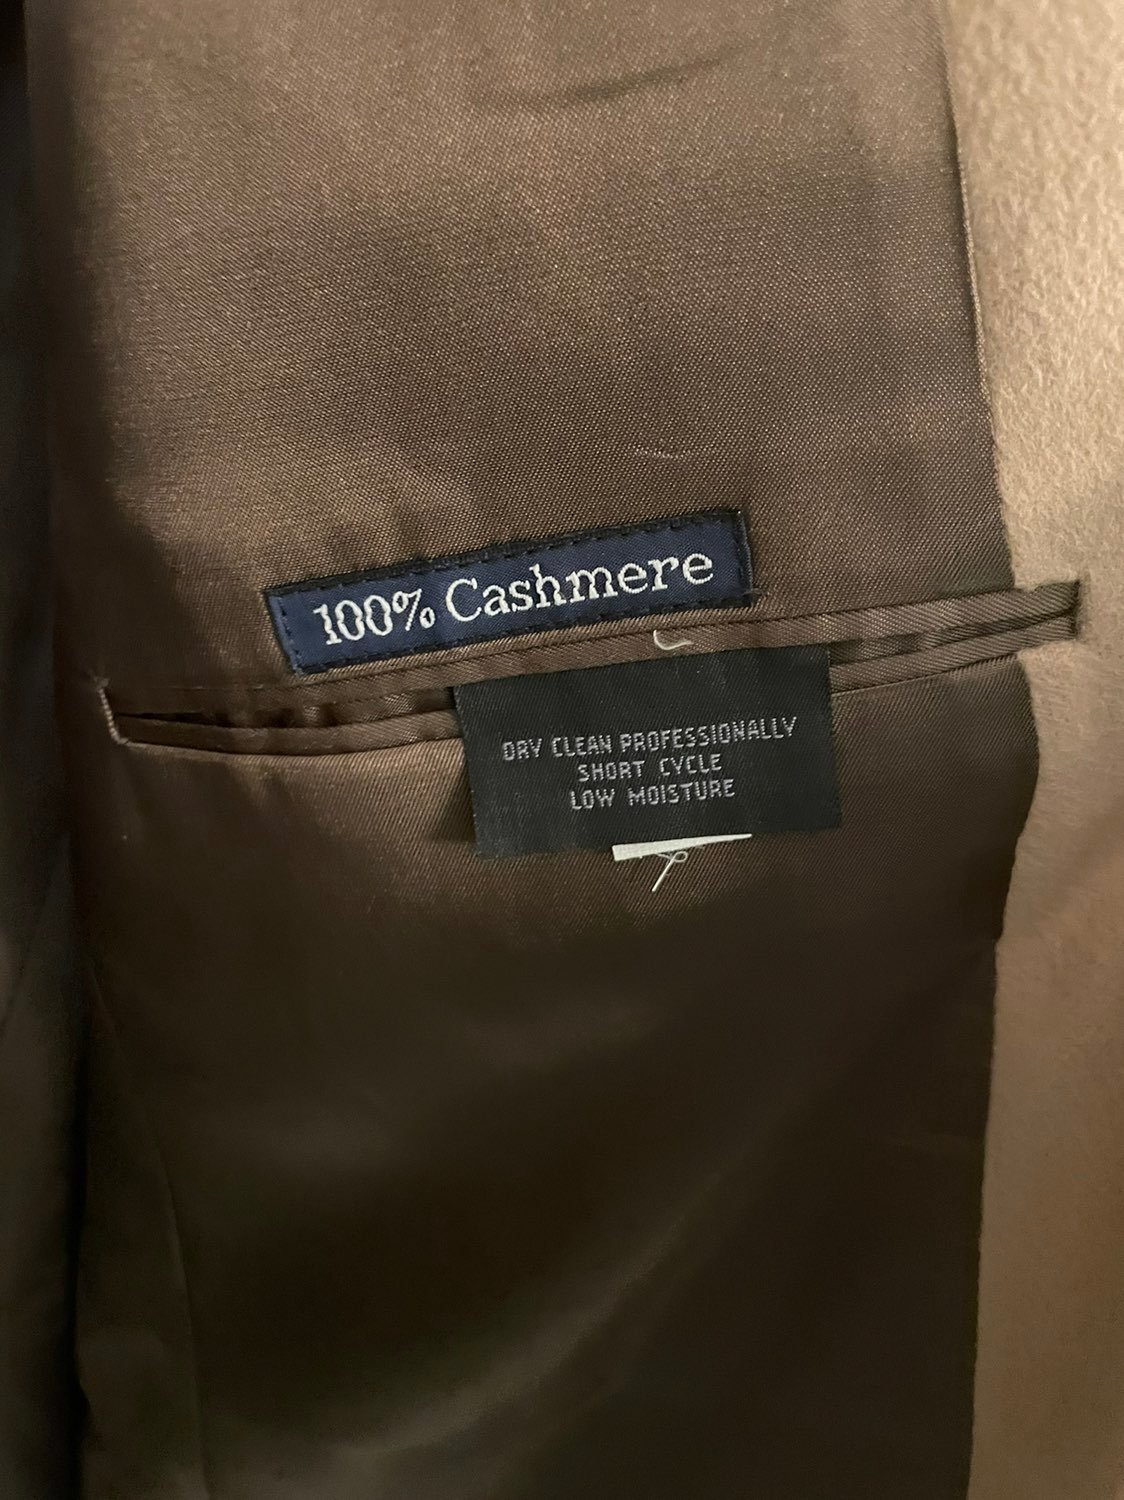 100% Cashmere
DRY CLEAN PROFESSIONALLY
SHORT CYCLE
LOW MOISTURE